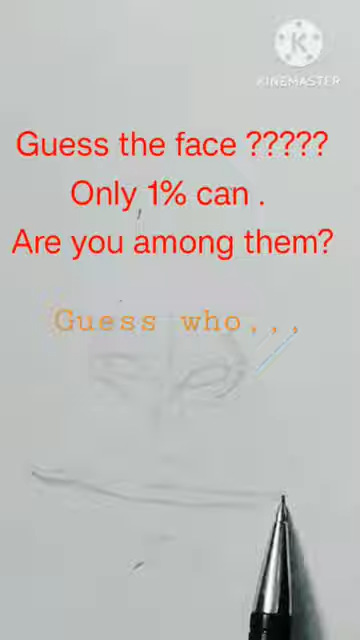 KINEMASTER
Guess the face ?????
Only 1% can .
Are you among them?
Guess who,,,